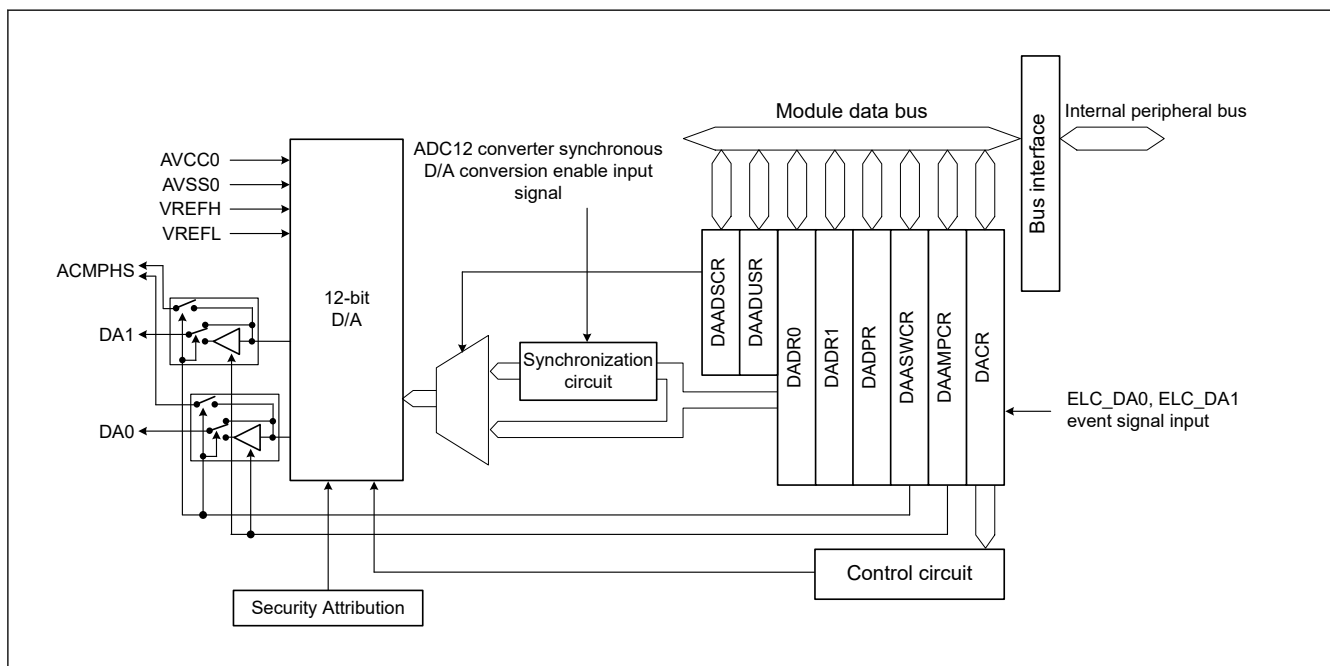 Module data bus
Internal peripheral bus
Bus interface
ADC12 converter synchronous
D/A conversion enable input
signal
AVCC0
AVSS0
VREFH
VREFL
ACMPHS
DA1
DA0
12-bit
D/A
Synchronization
circuit
DAADSCR
DAADUSR
DADR0
DADR1
DADPR
DAASWCR
DAAMPCR
DACR
ELC_DA0, ELC_DA1
event signal input
Control circuit
Security Attribution